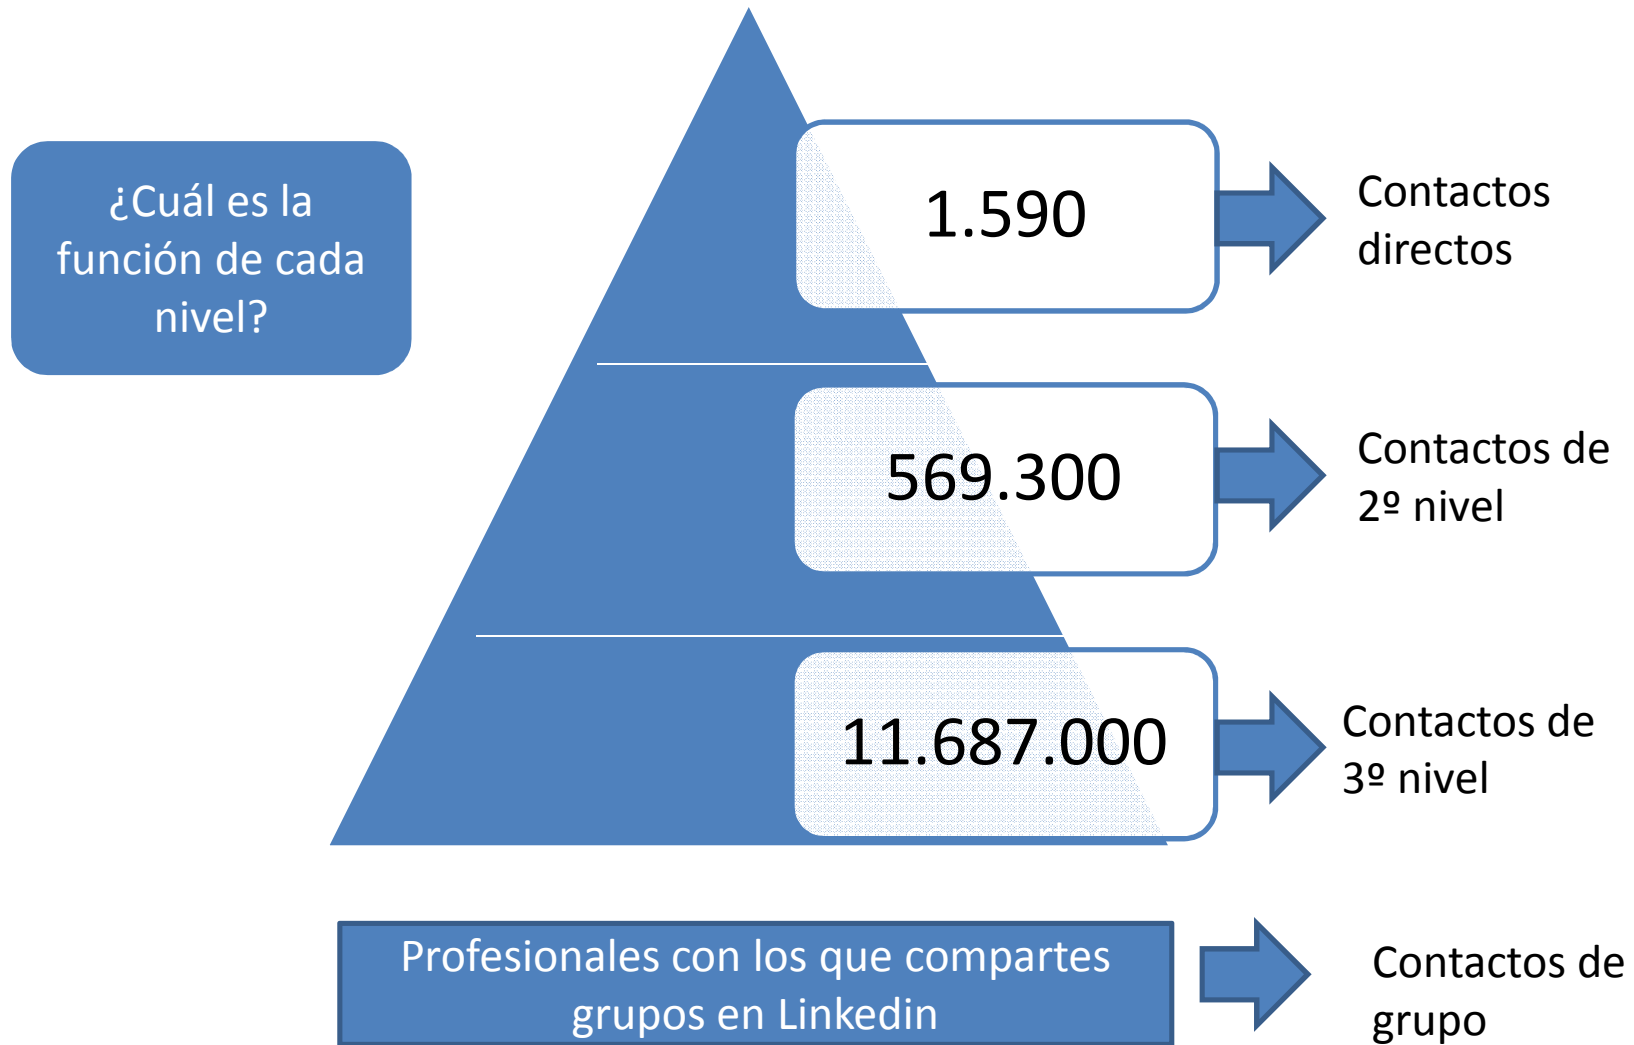 ¿Cuál es la
función de cada
nivel?
1.590
Contactos
directos
569.300
Contactos de
2º nivel
11.687.000
Contactos de
3º nivel
Profesionales con los que compartes
grupos en Linkedin
Contactos de
grupo